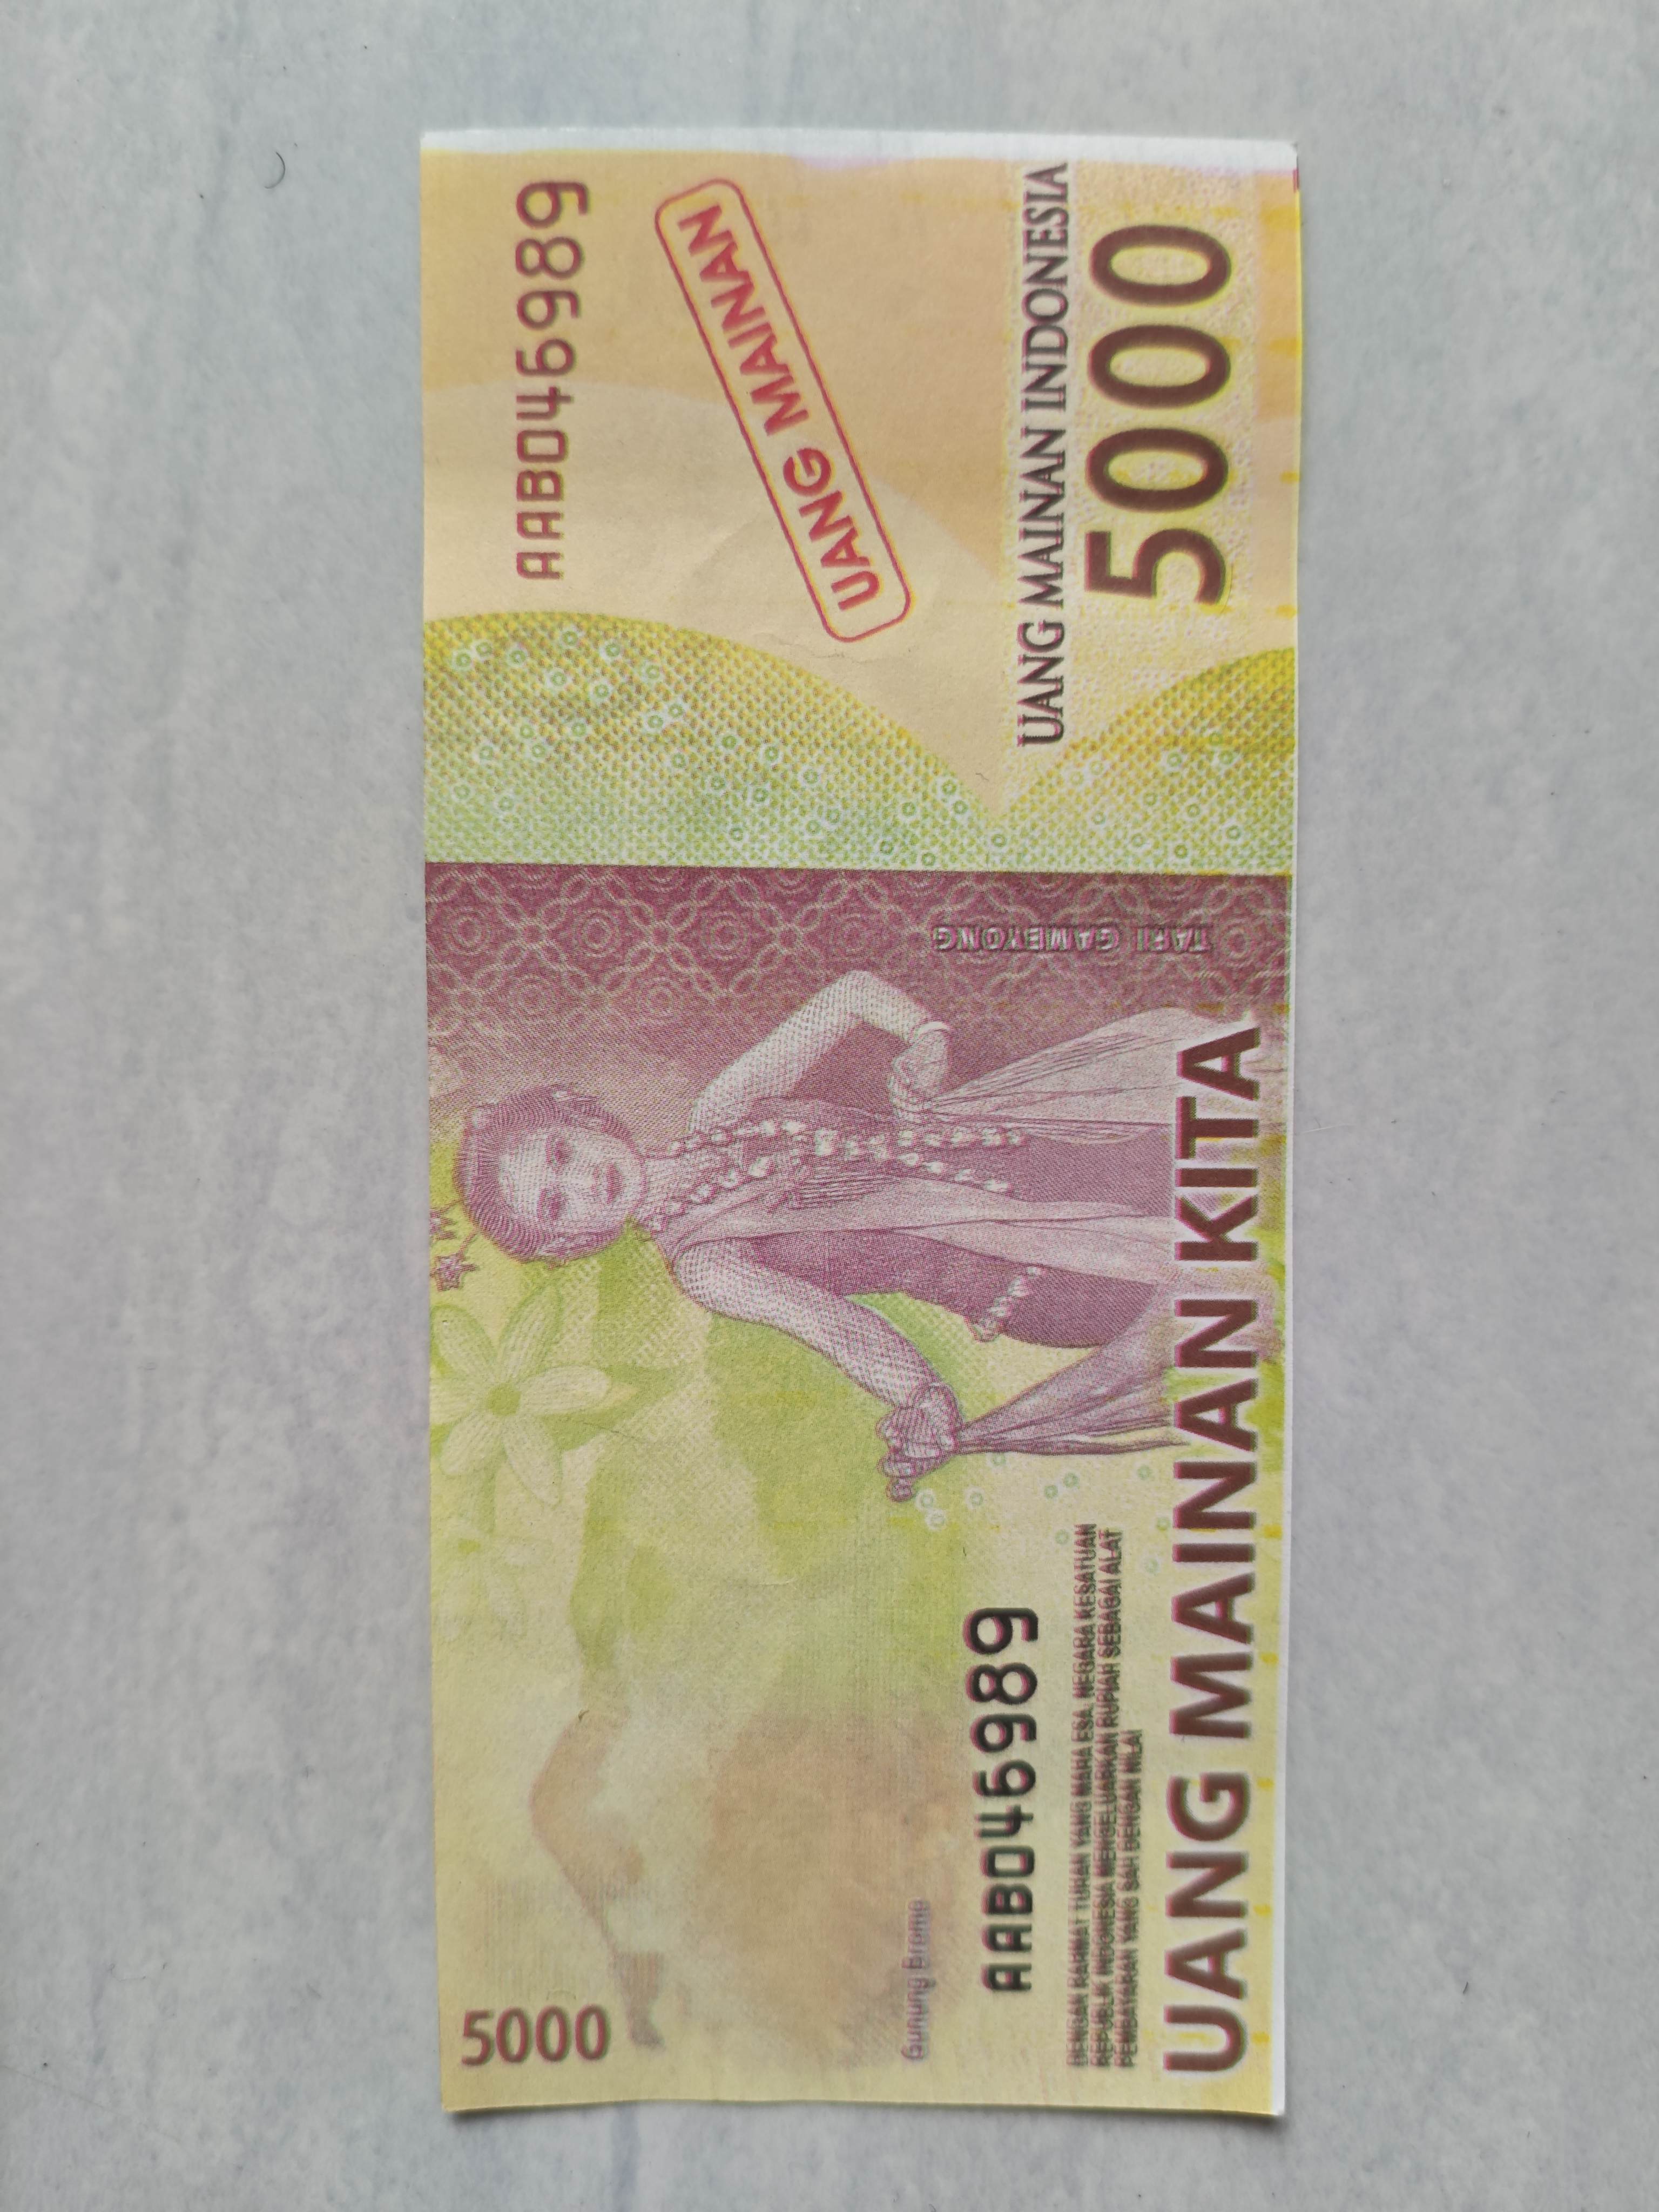 5000
Gunung Bromo
AAB046989
DENGAN RAHMAT TUHAN YANG MAHA ESA, NEGARA KESATUAN
REPUBLIK INDONESIA MENGELUARKAN RUPIAH SEBAGAI ALAT
PEMBAYARAN YANG SAH DENGAN NILAI
UANG MAINAN KITA
TARI GAMBYONG
AAB046989
UANG MAINAN
UANG MAINAN INDONESIA
5000